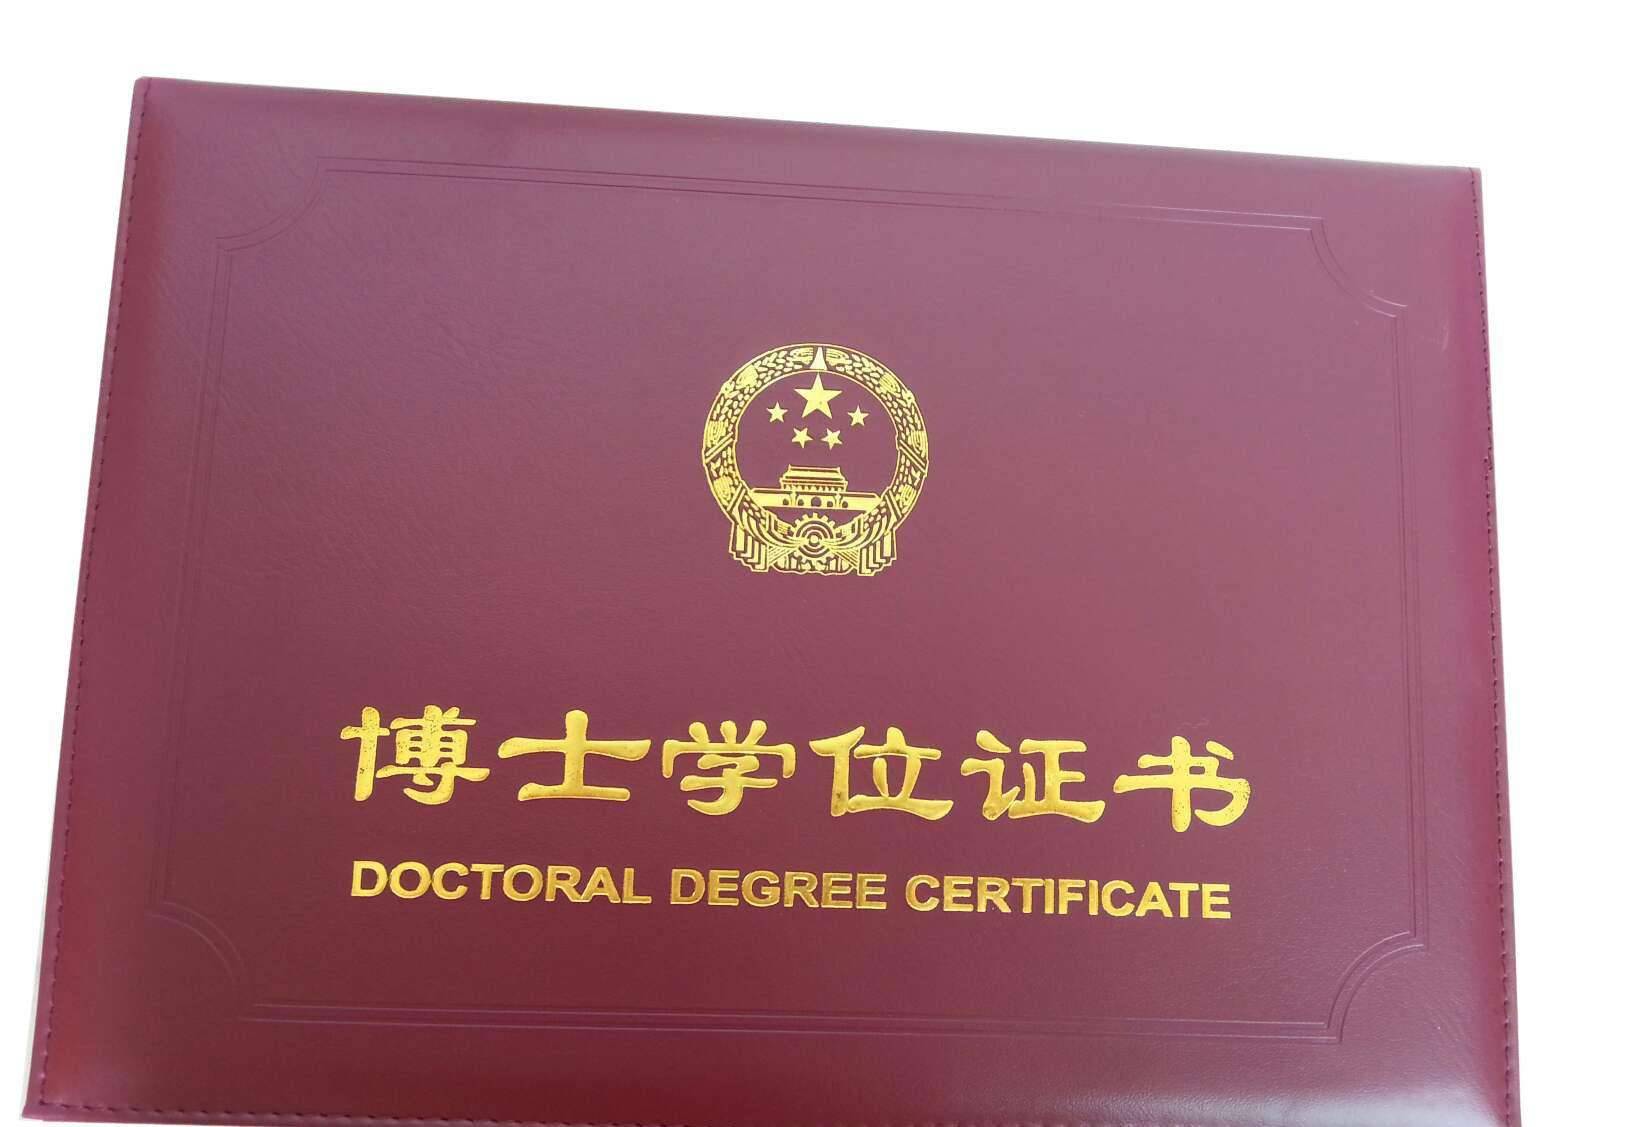 博士学位证书
DOCTORAL DEGREE CERTIFICATE